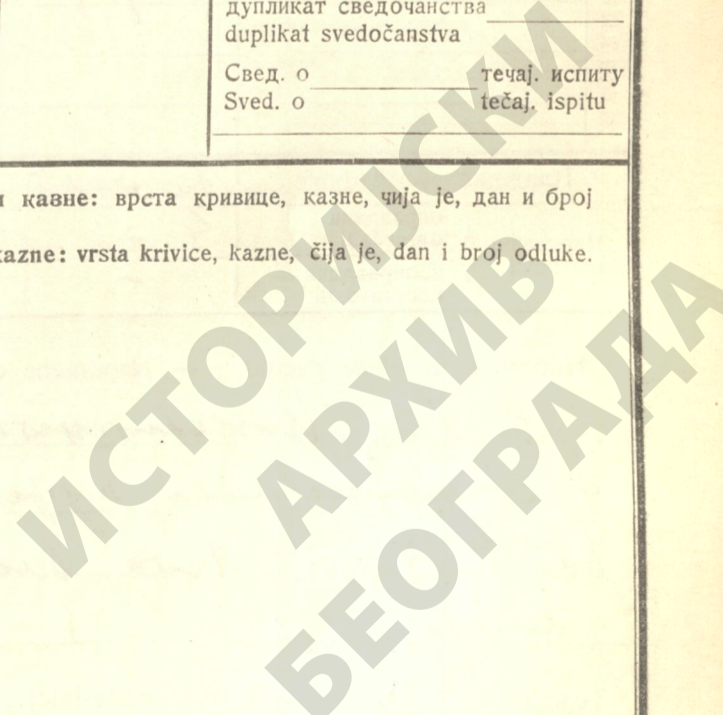 дупликат сведочанства
duplikat svedočanstva
Свед. о течај. испиту
Sved. o tečaj. ispitu
казне: врста кривице, казне, чија је, дан и број
kazne: vrsta krivice, kazne, čija je, dan i broj odluke.
ИСТОРИЈСКИ
АРХИВ
БЕОГРАДА